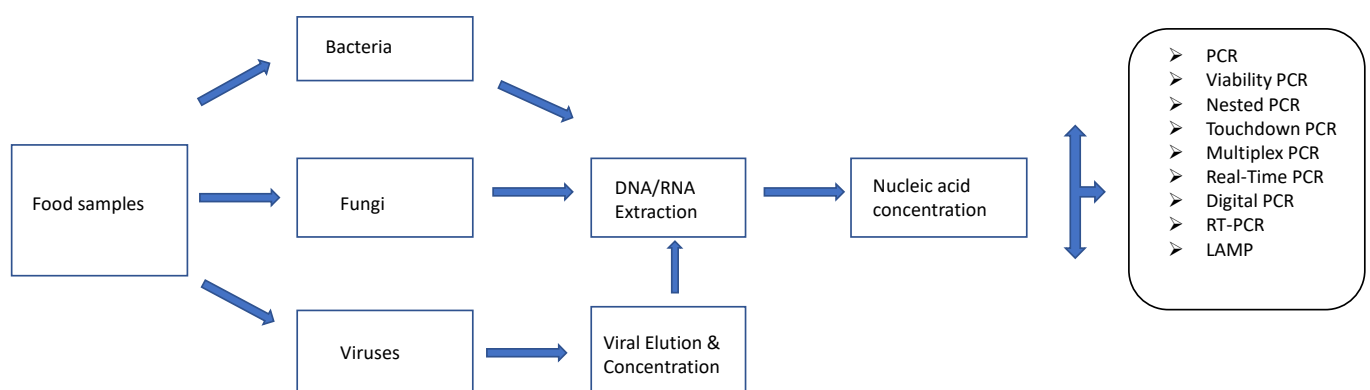 Bacteria
Food samples
Fungi
Viruses
DNA/RNA
Extraction
Viral Elution &
Concentration
Nucleic acid
concentration
➢ PCR
➢ Viability PCR
➢ Nested PCR
➢ Touchdown PCR
➢ Multiplex PCR
➢ Real-Time PCR
➢ Digital PCR
➢ RT-PCR
➢ LAMP